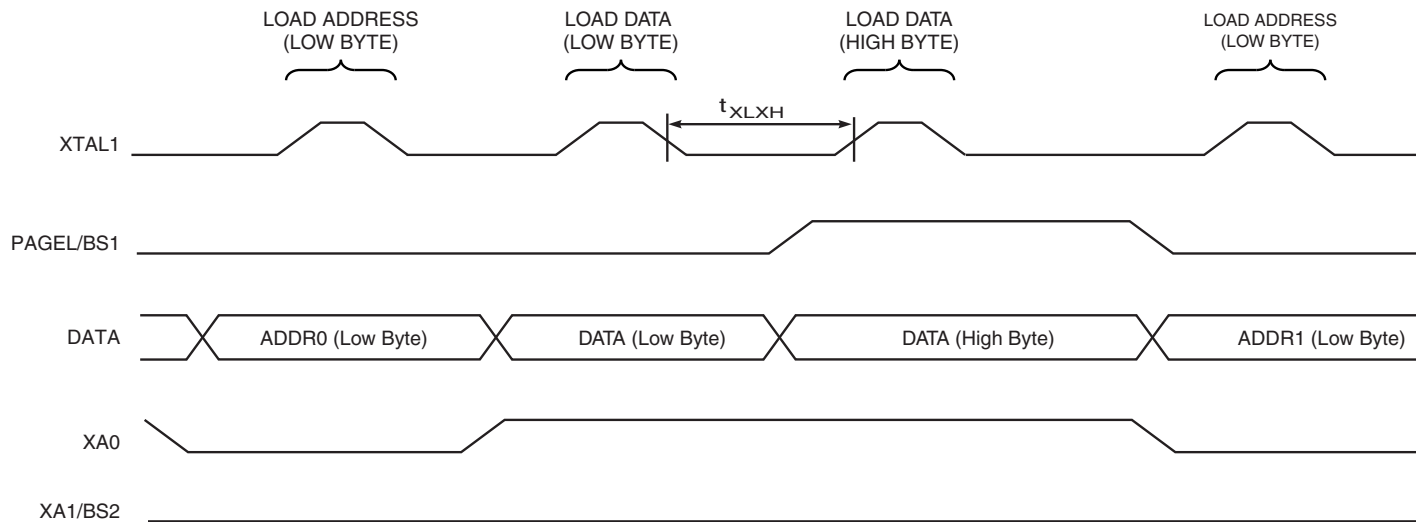 LOAD ADDRESS
(LOW BYTE)
LOAD DATA
(LOW BYTE)
LOAD DATA
(HIGH BYTE)
LOAD ADDRESS
(LOW BYTE)
tXLXH
XTAL1
PAGEL/BS1
DATA
ADDR0 (Low Byte)
DATA (Low Byte)
DATA (High Byte)
ADDR1 (Low Byte)
XA0
XA1/BS2